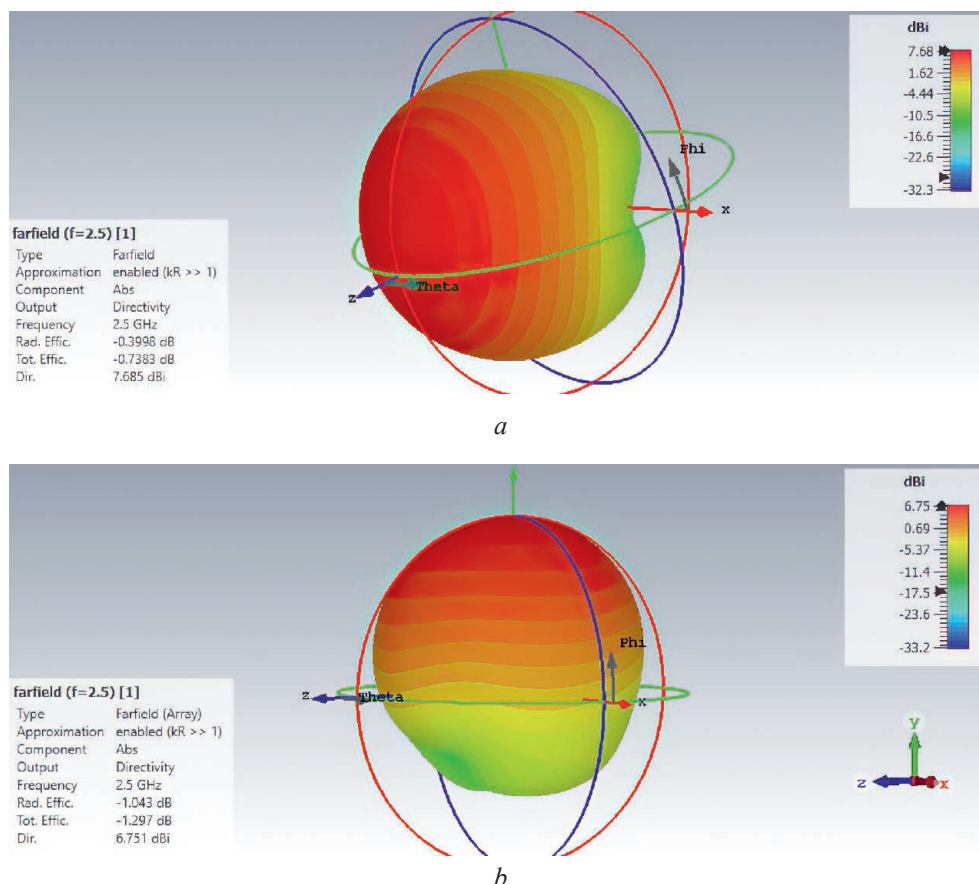 dBi
7.68
1.62
-4.44
-10.5
-16.6
-22.6
-32.3
Phi
x
z
Theta
farfield (f=2.5) [1]
Type Farfield
Approximation enabled (kR >> 1)
Component Abs
Output Directivity
Frequency 2.5 GHz
Rad. Effic. -0.3998 dB
Tot. Effic. -0.7383 dB
Dir. 7.685 dBi
a
dBi
6.75
0.69
-5.37
-11.4
-17.5
-23.6
-33.2
Phi
z
Theta
x
farfield (f=2.5) [1]
Type Farfield (Array)
Approximation enabled (kR >> 1)
Component Abs
Output Directivity
Frequency 2.5 GHz
Rad. Effic. -1.043 dB
Tot. Effic. -1.297 dB
Dir. 6.751 dBi
y
z
x
b